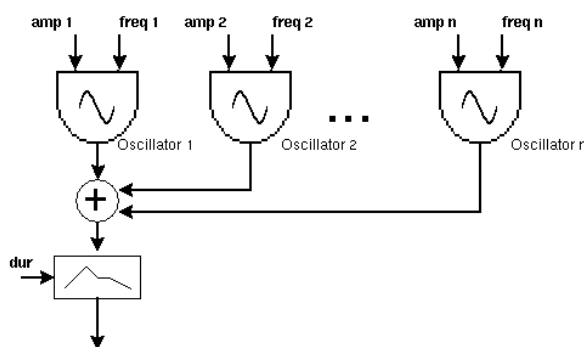 amp 1 freq 1 amp 2 freq 2 amp n freq n
Oscillator 1 Oscillator 2 Oscillator n
+
dur